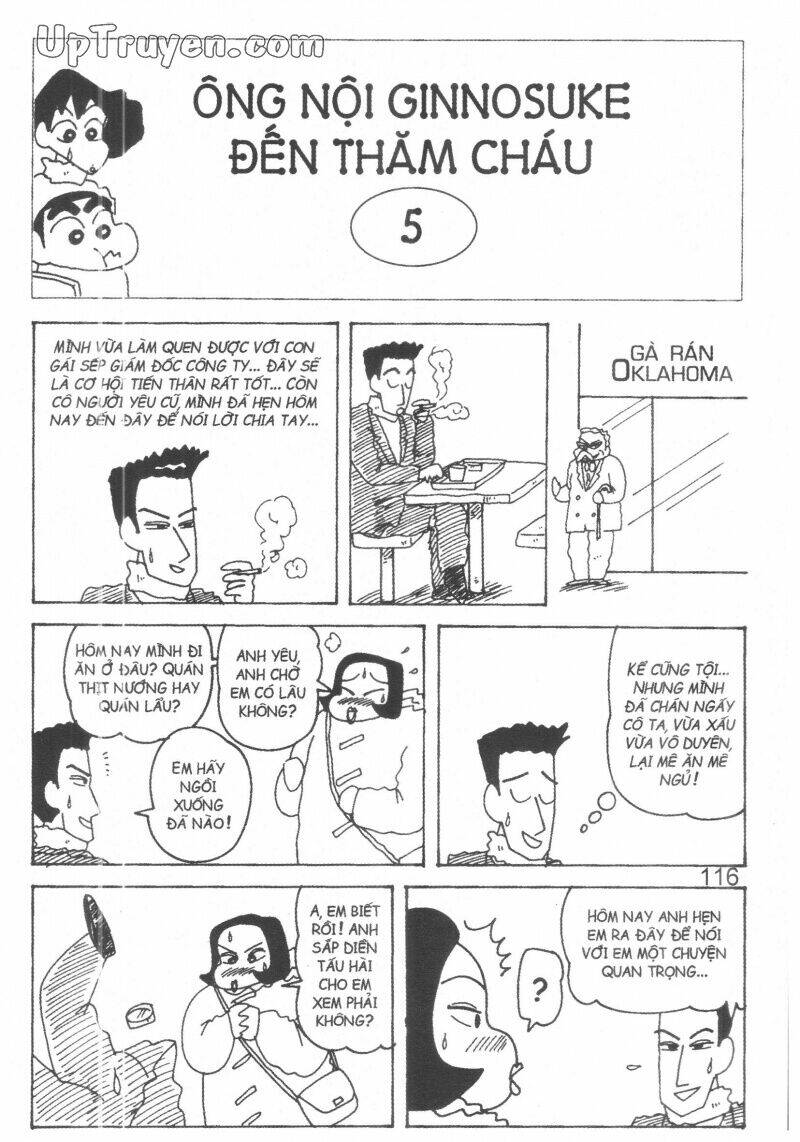 UpTruyen.com
ÔNG NỘI GINNOSUKE
ĐẾN THĂM CHÁU
5
MÌNH VỪA LÀM QUEN ĐƯỢC VỚI CON
GÁI SẾP GIÁM ĐỐC CÔNG TY... ĐÂY SẼ
LÀ CƠ HỘI TIẾN THÂN RẤT TỐT... CÒN
CÔ NGƯỜI YÊU CŨ, MÌNH ĐÃ HẸN HÔM
NAY ĐẾN ĐÂY ĐỂ NÓI LỜI CHIA TAY...
GÀ RÁN
OKLAHOMA
HÔM NAY MÌNH ĐI
ĂN Ở ĐÂU? QUÁN
THỊT NƯỚNG HAY
QUÁN LẨU?
ANH YÊU,
ANH CHỜ
EM CÓ LÂU
KHÔNG?
EM HÃY
NGỒI
XUỐNG
ĐÃ NÀO!
KỂ CŨNG TỘI...
NHƯNG MÌNH
ĐÃ CHÁN NGẤY
CÔ TA, VỪA XẤU
VỪA VÔ DUYÊN,
LẠI MÊ ĂN MÊ
NGỦ!
116
A, EM BIẾT
RỒI! ANH
SẮP DIỄN
TẤU HÀI
CHO EM
XEM PHẢI
KHÔNG?
?
HÔM NAY ANH HẸN
EM RA ĐÂY ĐỂ NÓI
VỚI EM MỘT CHUYỆN
QUAN TRỌNG...